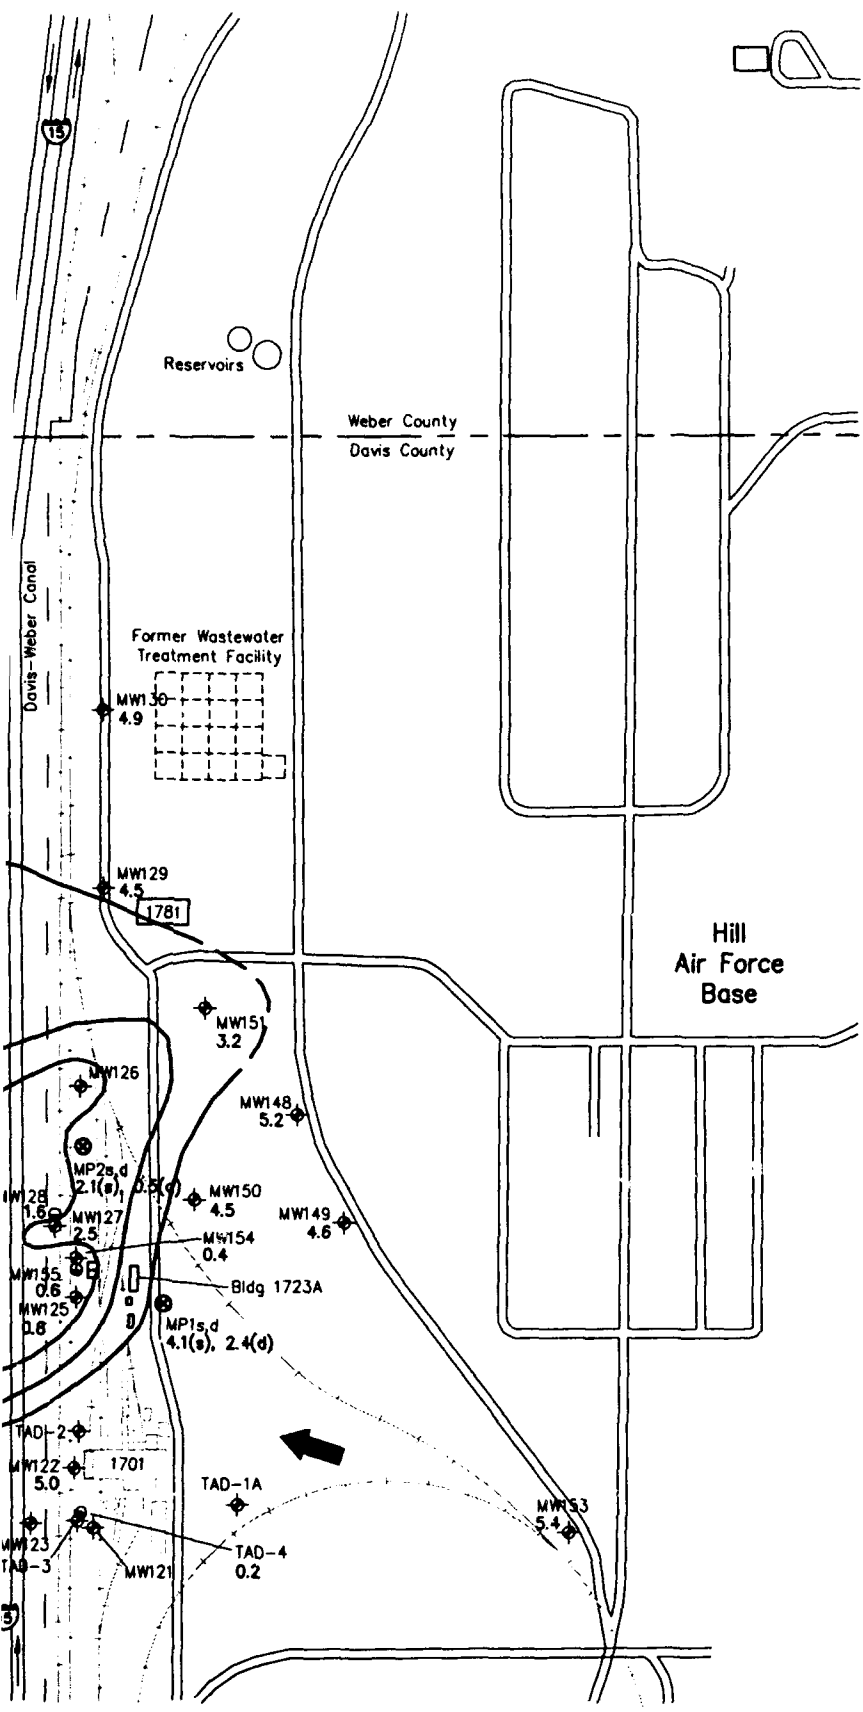 15
Reservoirs
Weber County
Davis County
Davis-Weber Canal
Former Wastewater
Treatment Facility
MW130
4.9
MW129
4.5
1781
Hill
Air Force
Base
MW151
3.2
MW126
MW148
5.2
MP2s,d
2.1(s), 0.5(d)
MW128
1.6
MW127
2.5
MW150
4.5
MW149
4.6
MW154
0.4
MW155
0.6
Bldg 1723A
MW125
0.8
MP1s,d
4.1(s), 2.4(d)
TAD-2
MW122
5.0
1701
TAD-1A
MW153
5.4
MW123
TAD-3
TAD-4
0.2
MW121
5